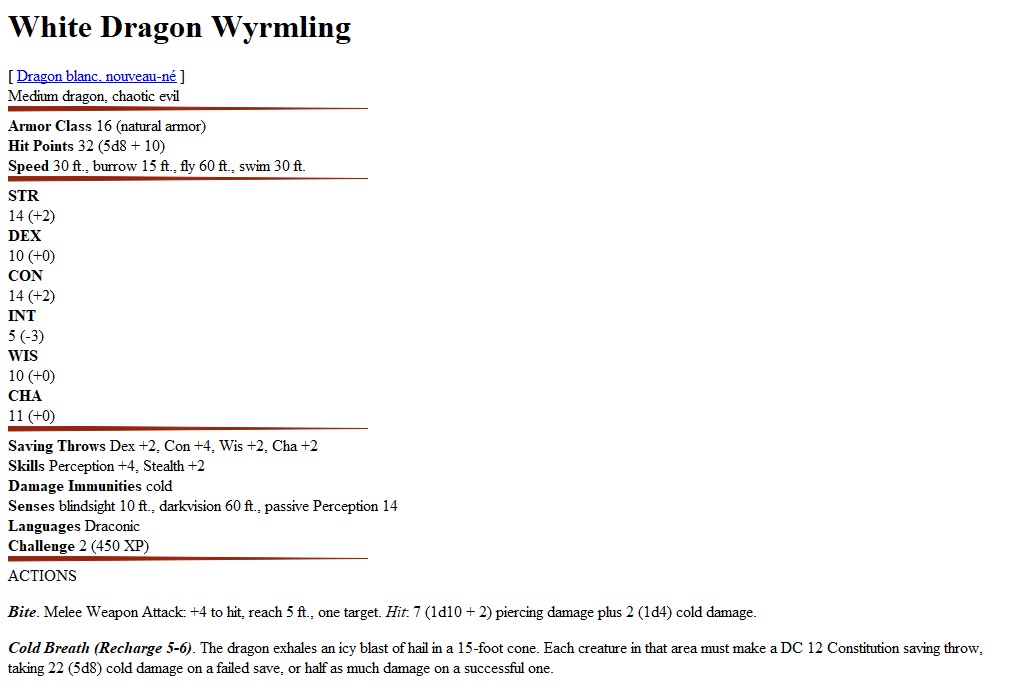 White Dragon Wyrmling
[ Dragon blanc, nouveau-né ]
Medium dragon, chaotic evil
Armor Class 16 (natural armor)
Hit Points 32 (5d8 + 10)
Speed 30 ft., burrow 15 ft., fly 60 ft., swim 30 ft.
STR
14 (+2)
DEX
10 (+0)
CON
14 (+2)
INT
5 (-3)
WIS
10 (+0)
CHA
11 (+0)
Saving Throws Dex +2, Con +4, Wis +2, Cha +2
Skills Perception +4, Stealth +2
Damage Immunities cold
Senses blindsight 10 ft., darkvision 60 ft., passive Perception 14
Languages Draconic
Challenge 2 (450 XP)
ACTIONS
Bite. Melee Weapon Attack: +4 to hit, reach 5 ft., one target. Hit: 7 (1d10 + 2) piercing damage plus 2 (1d4) cold damage.
Cold Breath (Recharge 5-6). The dragon exhales an icy blast of hail in a 15-foot cone. Each creature in that area must make a DC 12 Constitution saving throw,
taking 22 (5d8) cold damage on a failed save, or half as much damage on a successful one.